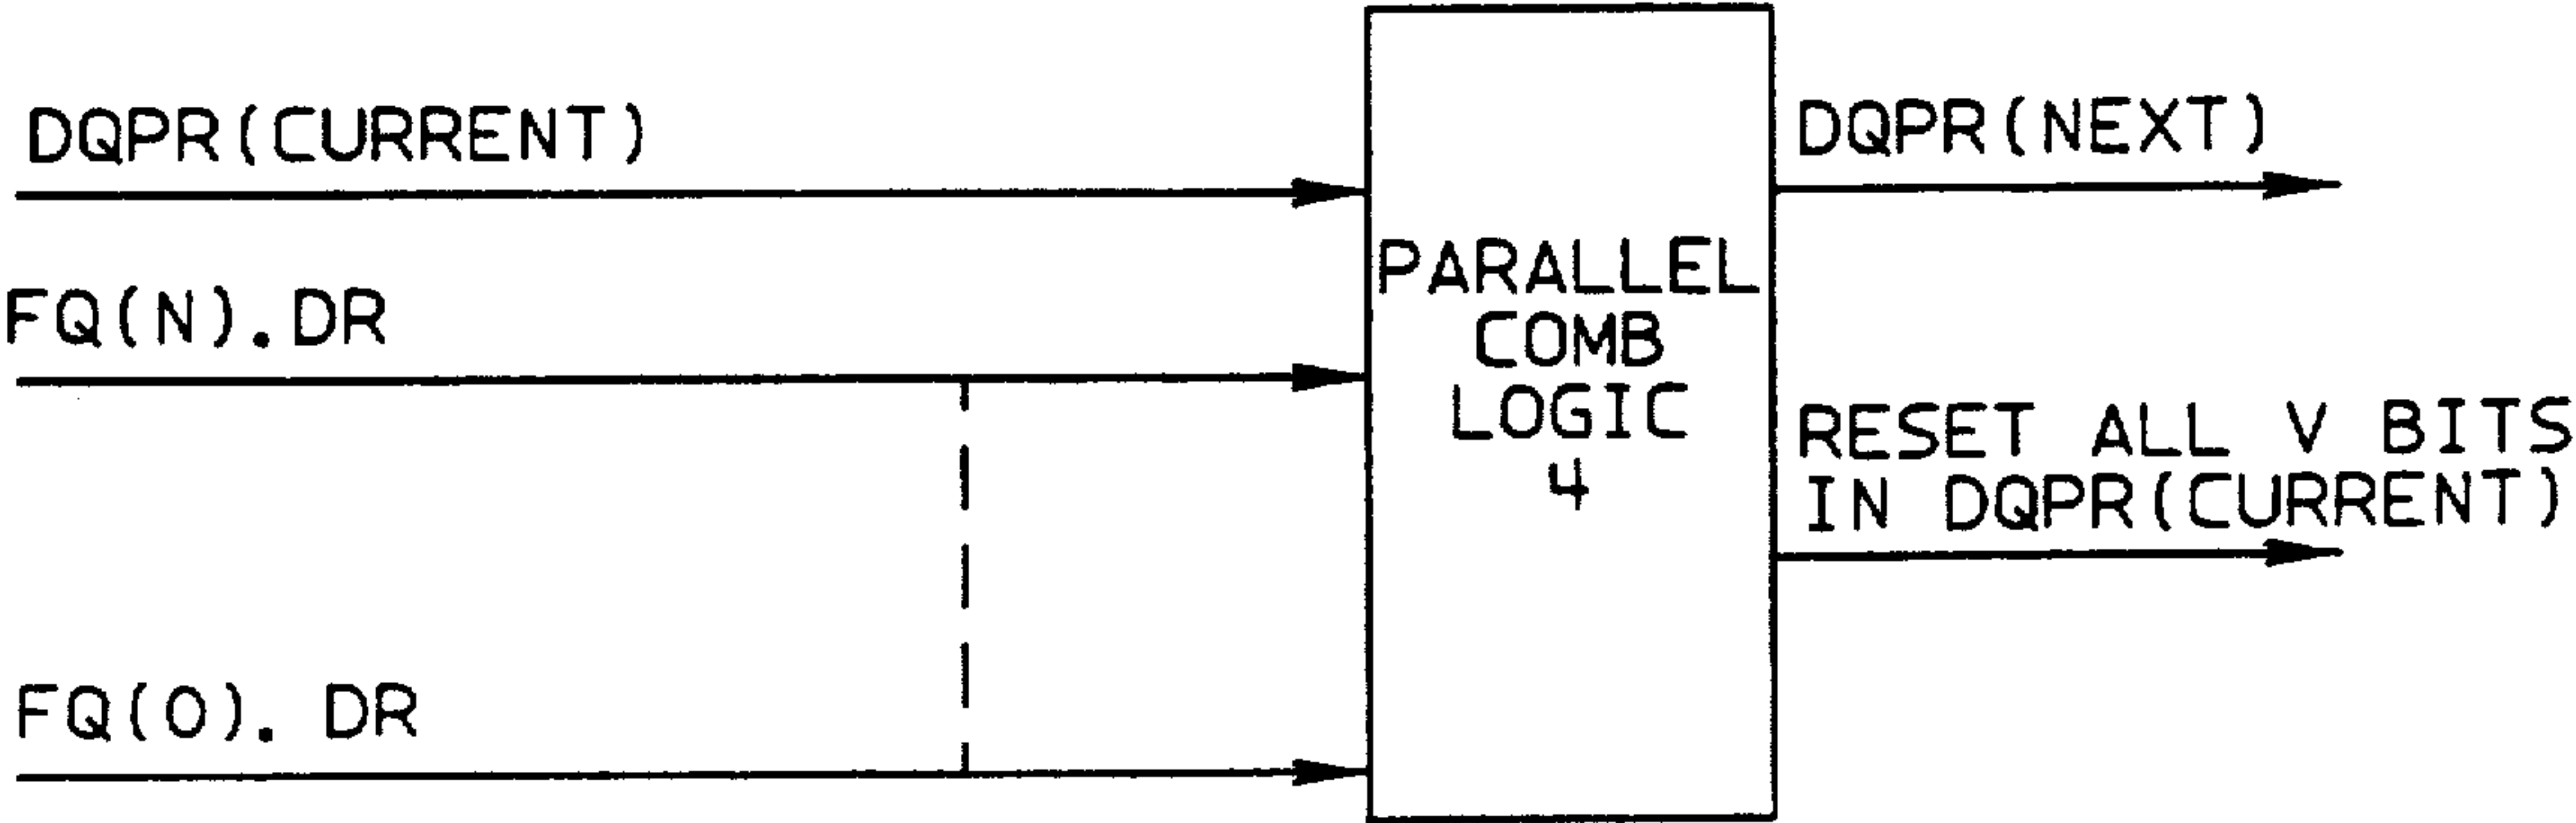 DQPR(CURRENT)
FQ(N).DR
FQ(0). DR
PARALLEL
COMB
LOGIC
4
DQPR(NEXT)
RESET ALL V BITS
IN DQPR(CURRENT)